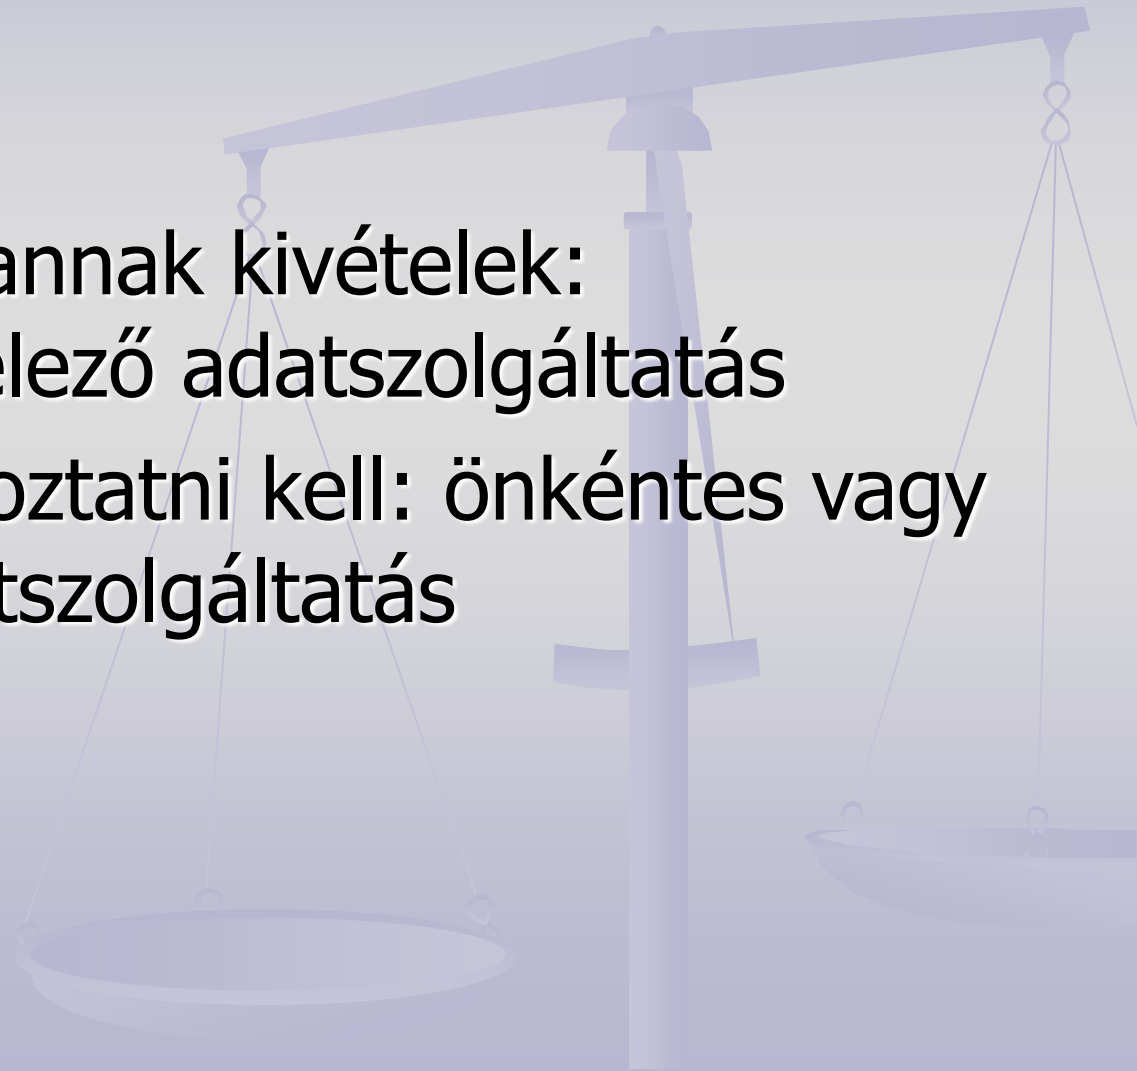 annak kivételek:
elező adatszolgáltatás
oztatni kell: önkéntes vagy
tszolgáltatás